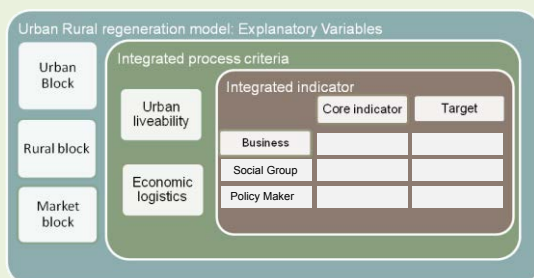 Urban Rural regeneration model: Explanatory Variables
Urban
Block
Rural block
Market
block
Integrated process criteria
Urban
liveability
Economic
logistics
Integrated indicator
Core indicator Target
Business
Social Group
Policy Maker